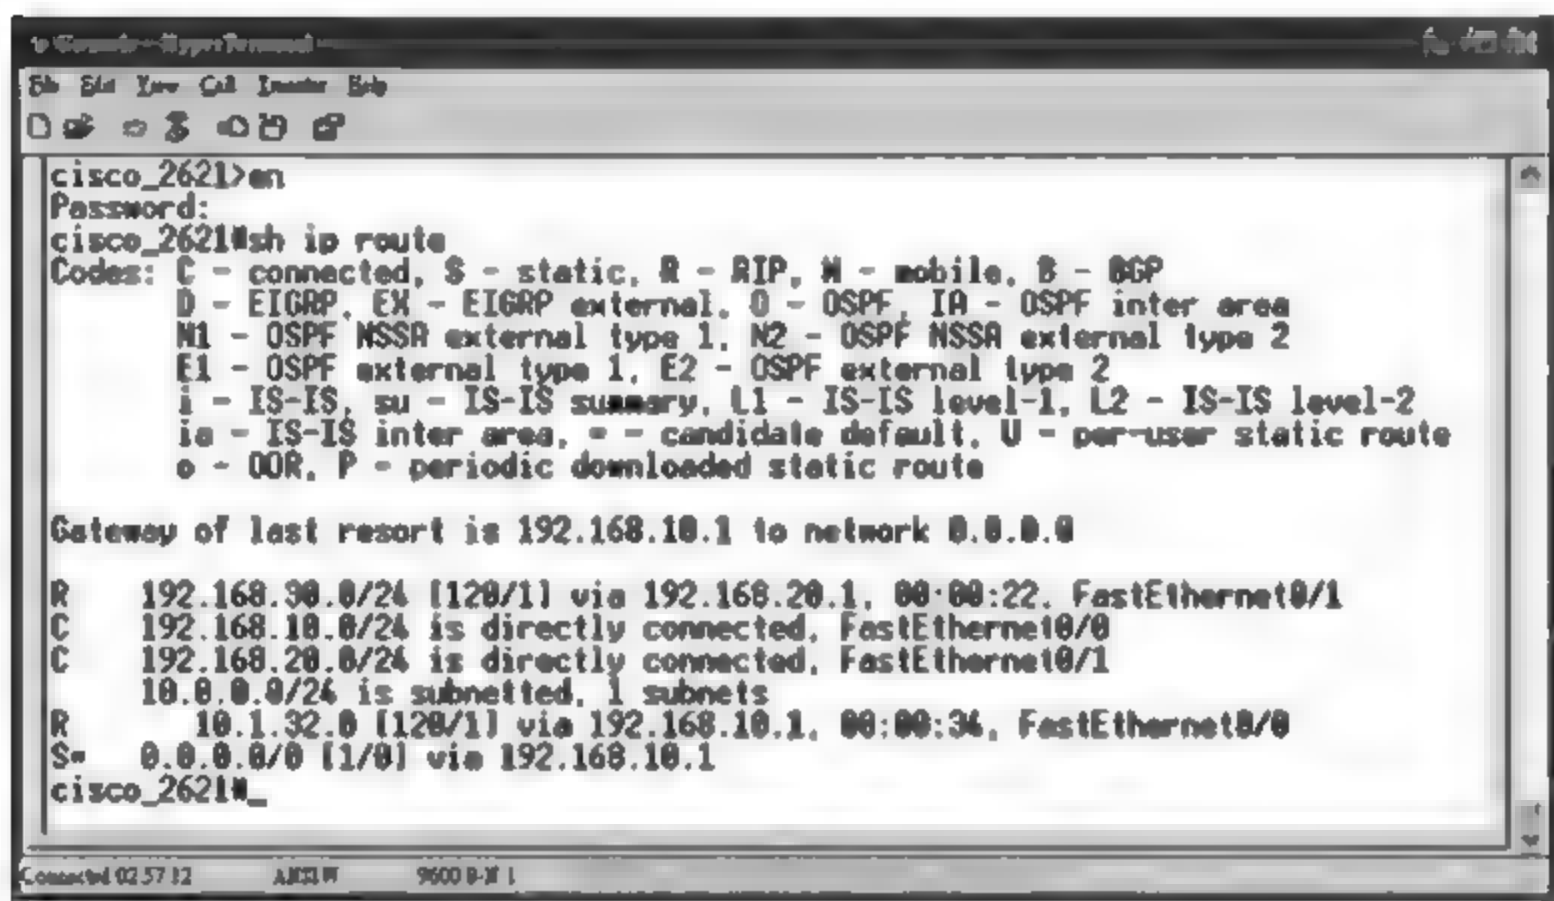 File Edit View Call Transfer Help
cisco_2621>en
Password:
cisco_2621#sh ip route
Codes: C - connected, S - static, R - RIP, M - mobile, B - BGP
D - EIGRP, EX - EIGRP external, O - OSPF, IA - OSPF inter area
N1 - OSPF NSSA external type 1, N2 - OSPF NSSA external type 2
E1 - OSPF external type 1, E2 - OSPF external type 2
i - IS-IS, su - IS-IS summary, L1 - IS-IS level-1, L2 - IS-IS level-2
ia - IS-IS inter area, * - candidate default, U - per-user static route
o - ODR, P - periodic downloaded static route
Gateway of last resort is 192.168.10.1 to network 0.0.0.0
R 192.168.30.0/24 [120/1] via 192.168.20.1, 00:00:22, FastEthernet0/1
C 192.168.10.0/24 is directly connected, FastEthernet0/0
C 192.168.20.0/24 is directly connected, FastEthernet0/1
10.0.0.0/24 is subnetted, 1 subnets
R 10.1.32.0 [120/1] via 192.168.10.1, 00:00:34, FastEthernet0/0
S* 0.0.0.0/0 [1/0] via 192.168.10.1
cisco_2621#_
Connected 02:57:12 ANSIW 9600 8-N-1